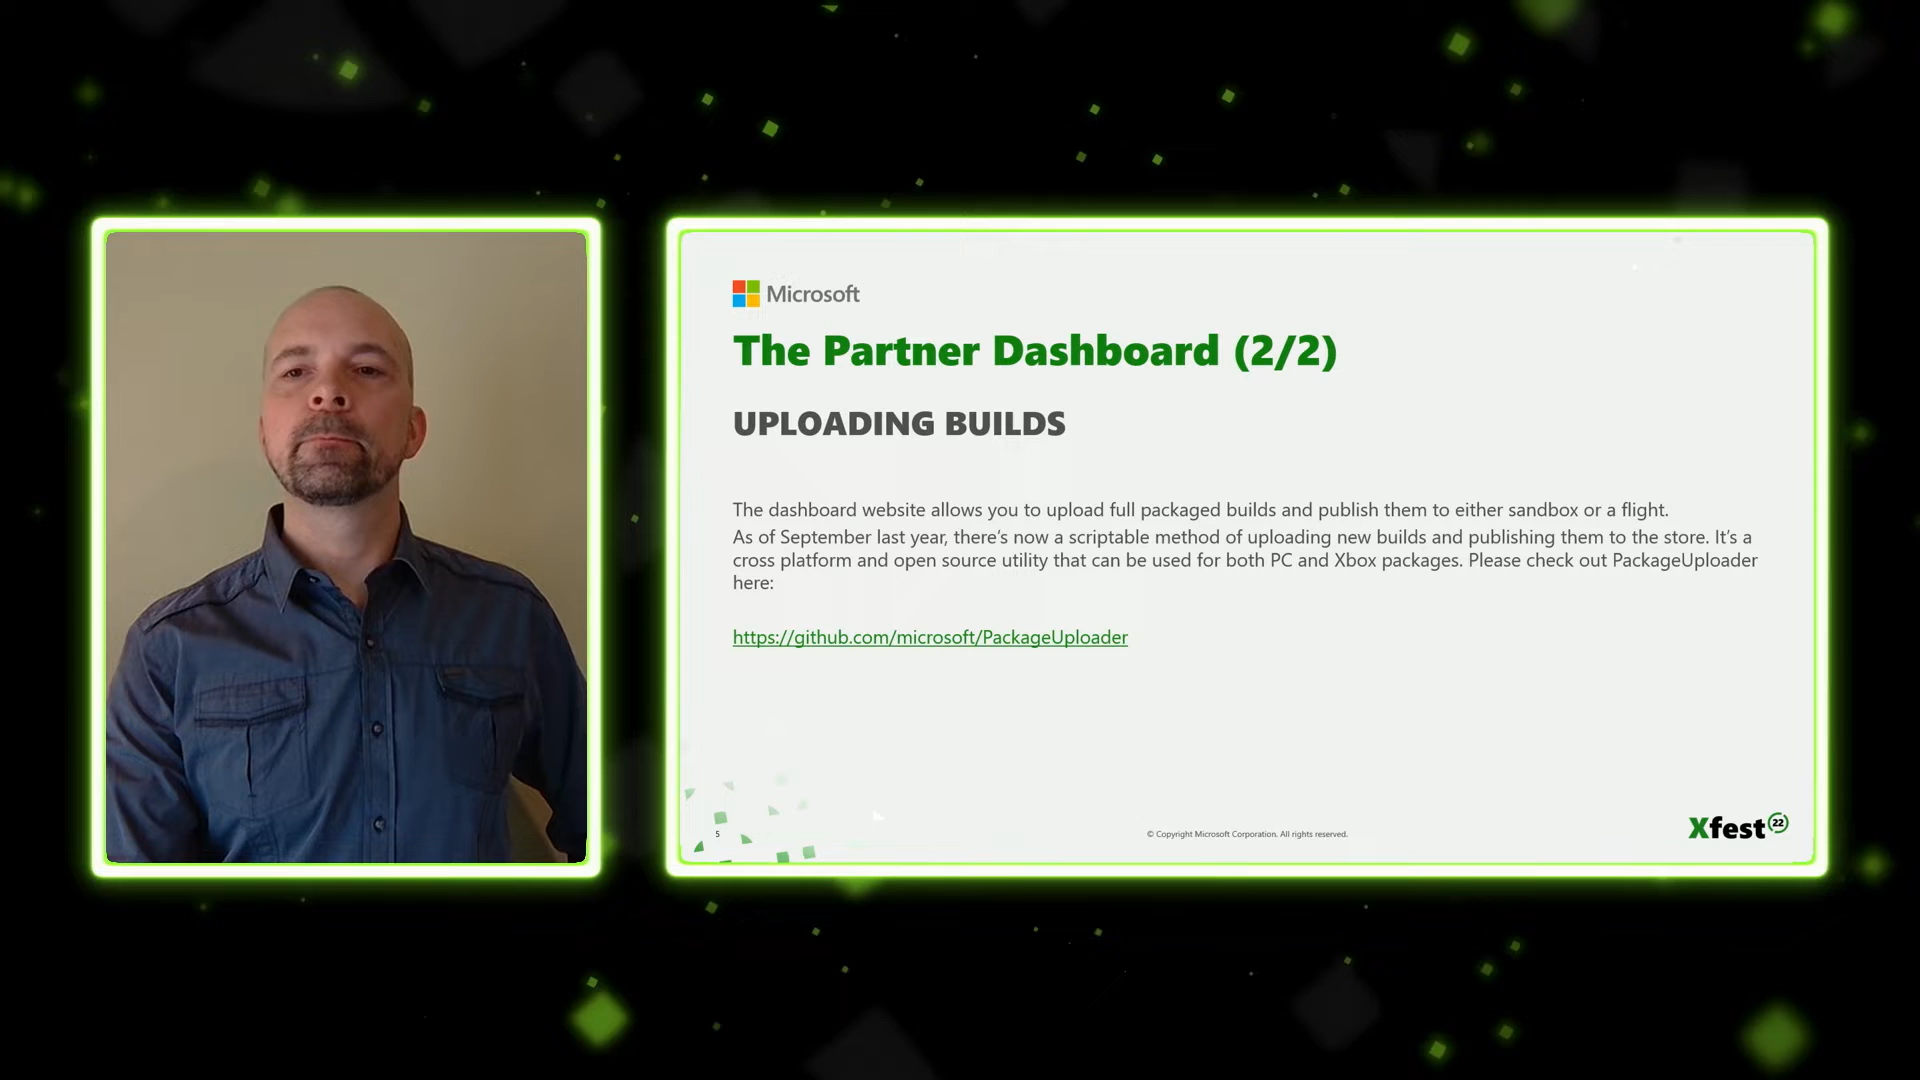 Microsoft
The Partner Dashboard (2/2)
UPLOADING BUILDS
The dashboard website allows you to upload full packaged builds and publish them to either sandbox or a flight.
As of September last year, there's now a scriptable method of uploading new builds and publishing them to the store. It's a
cross platform and open source utility that can be used for both PC and Xbox packages. Please check out PackageUploader
here:
https://github.com/microsoft/PackageUploader
5
© Copyright Microsoft Corporation. All rights reserved.
Xfest 22